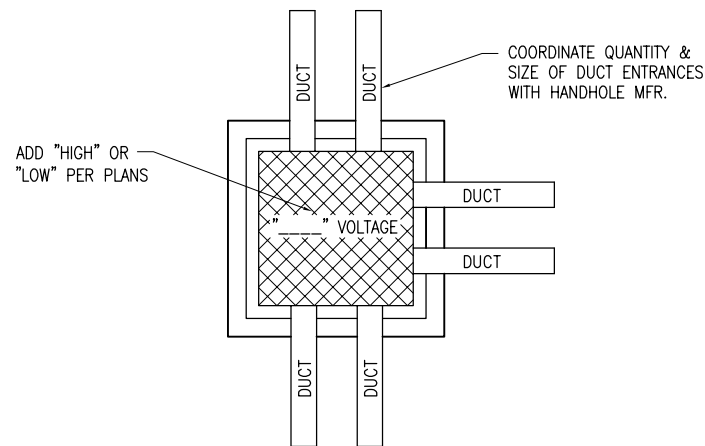 DUCT
DUCT
COORDINATE QUANTITY &
SIZE OF DUCT ENTRANCES
WITH HANDHOLE MFR.
ADD "HIGH" OR
"LOW" PER PLANS
DUCT
"____" VOLTAGE
DUCT
DUCT
DUCT